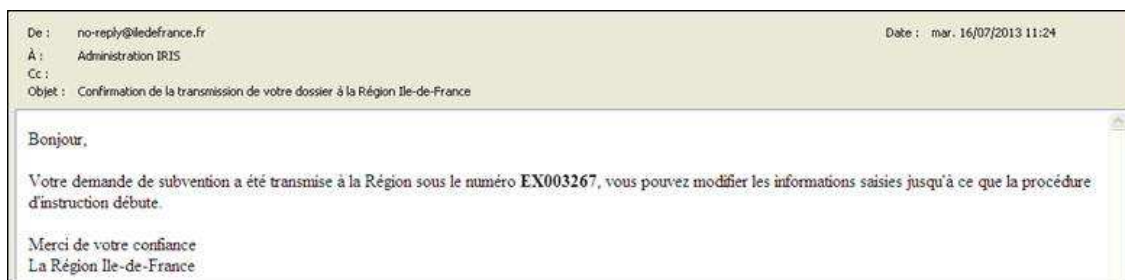 De : no-reply@iledefrance.fr Date : mar. 16/07/2013 11:24
À : Administration IRIS
Cc :
Objet : Confirmation de la transmission de votre dossier à la Région Ile-de-France
Bonjour,
Votre demande de subvention a été transmise à la Région sous le numéro EX003267, vous pouvez modifier les informations saisies jusqu'à ce que la procédure
d'instruction débute.
Merci de votre confiance
La Région Ile-de-France